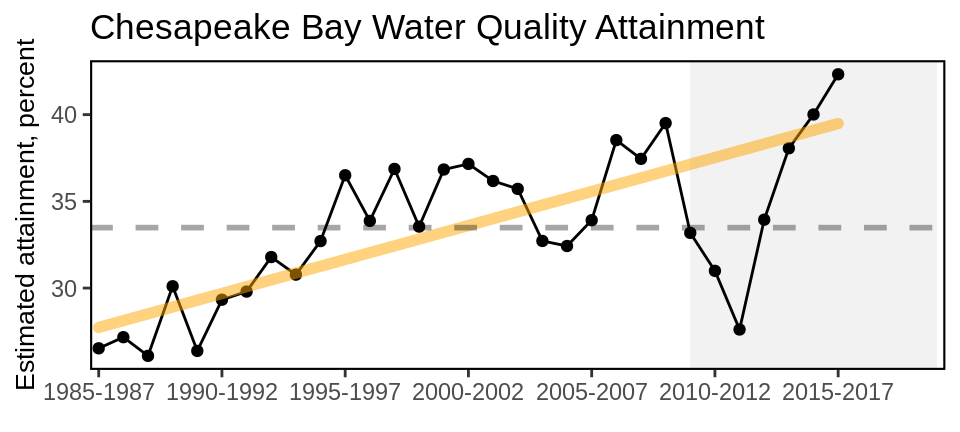 Chesapeake Bay Water Quality Attainment
Estimated attainment, percent
40
35
30
1985-1987 1990-1992 1995-1997 2000-2002 2005-2007 2010-2012 2015-2017